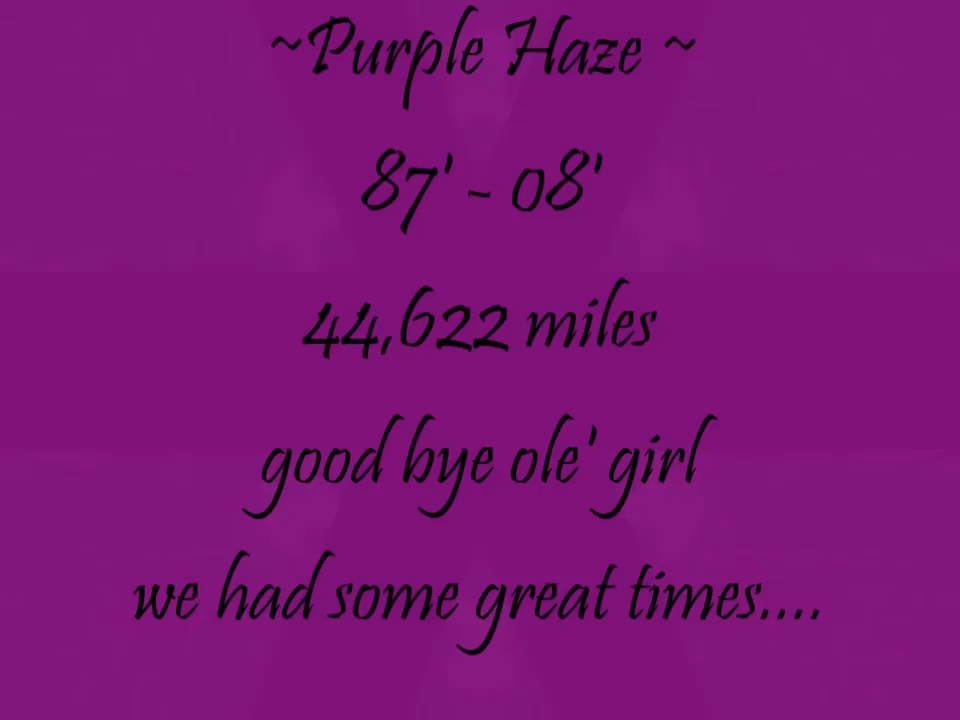 ~Purple Haze ~
87' - 08'
44,622 miles
good bye ole' girl
we had some great times....